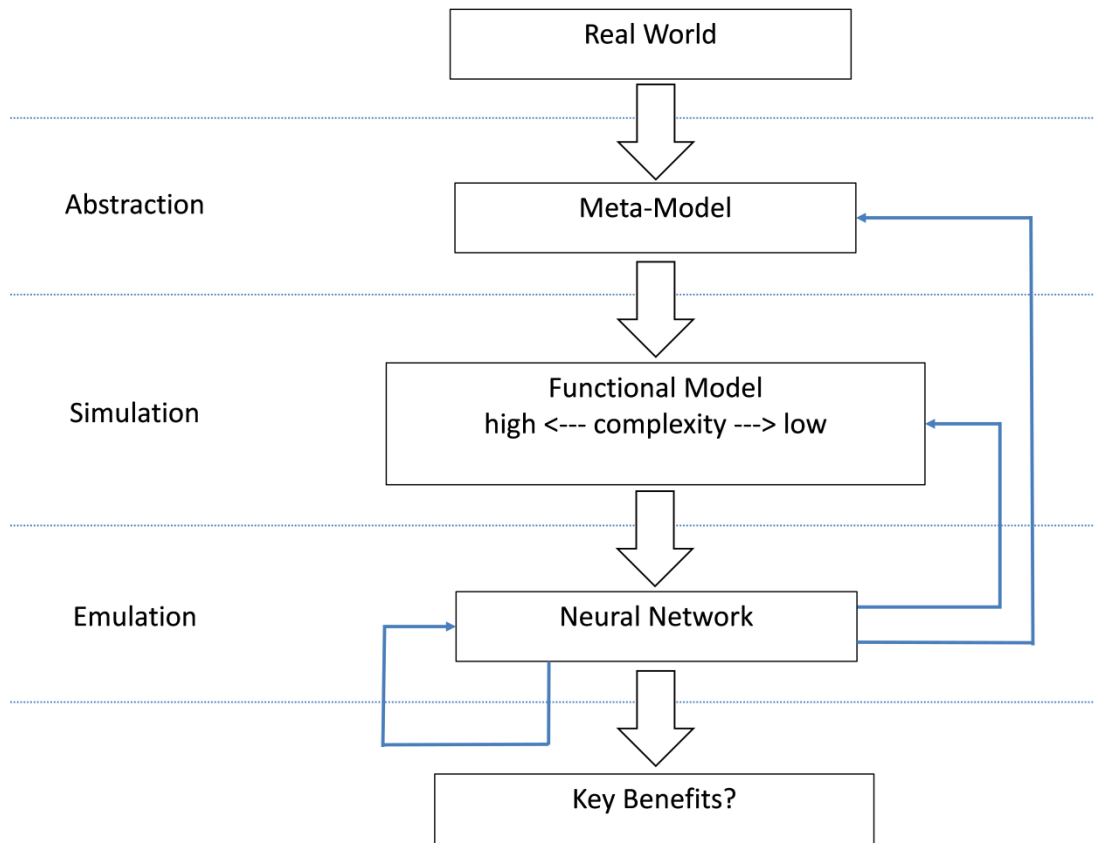 Real World
Abstraction
Meta-Model
Functional Model
Simulation
high <--- complexity ---> low
Emulation
Neural Network
Key Benefits?